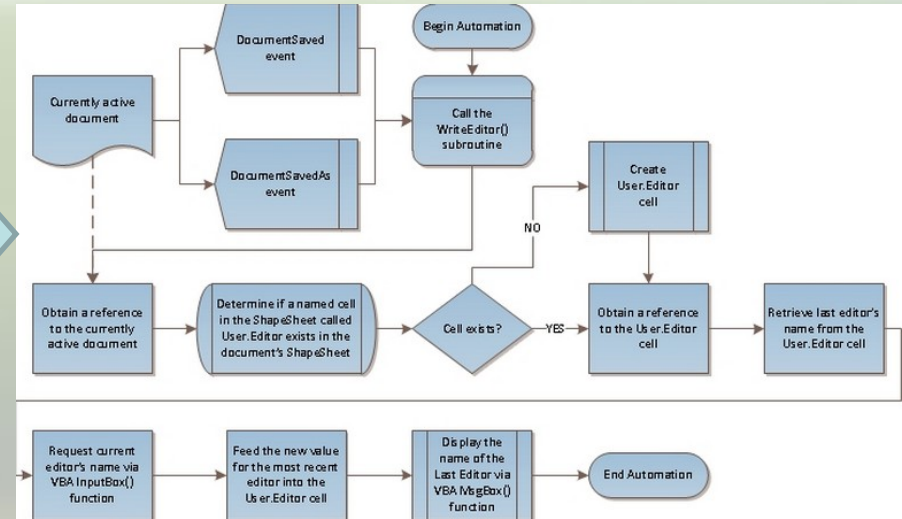 DocumentSaved
event
Begin Automation
Currently active
document
Call the
WriteEditor()
subroutine
DocumentSavedAs
event
Create
User.Editor
cell
NO
Obtain a reference
to the currently
active document
Determine if a named cell
in the ShapeSheet called
User.Editor exists in the
document's ShapeSheet
Cell exists?
YES
Obtain a reference
to the User.Editor
cell
Retrieve last editor's
name from the
User.Editor cell
Request current
editor's name via
VBA InputBox()
function
Feed the new value
for the most recent
editor into the
User.Editor cell
Display the
name of the
Last Editor via
VBA MsgBox()
function
End Automation